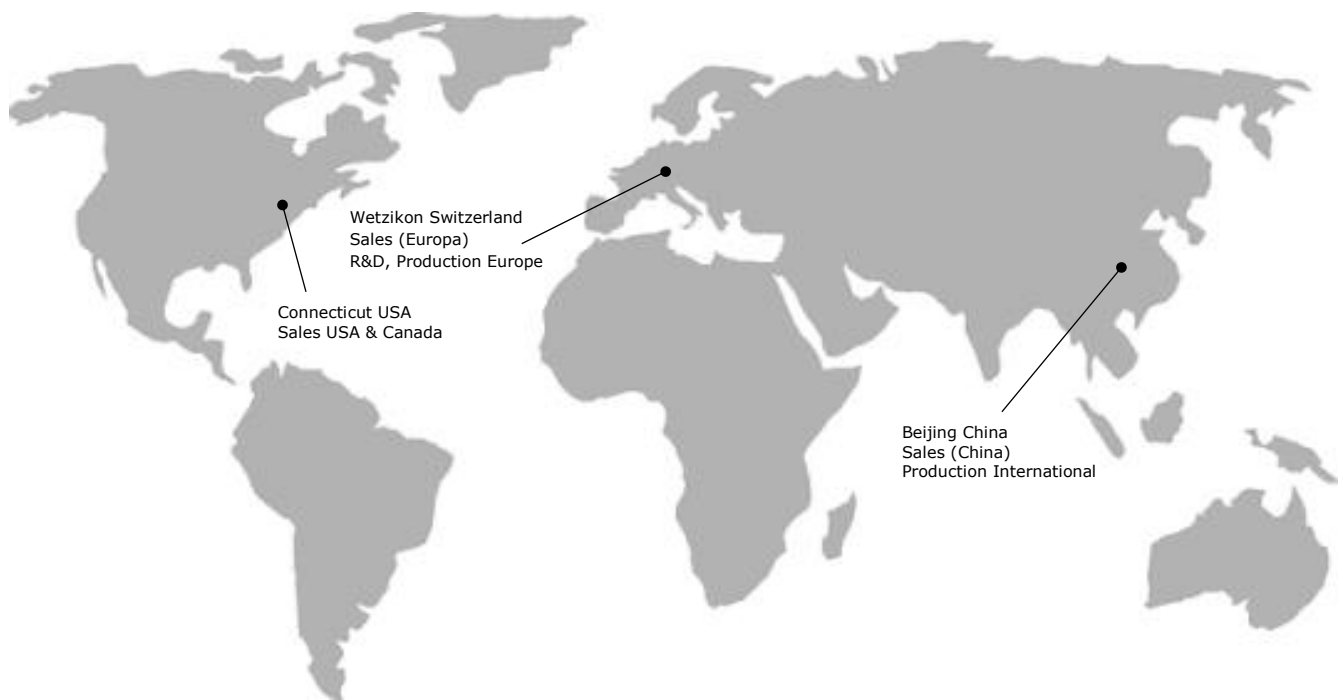 Wetzikon Switzerland
Sales (Europa)
R&D, Production Europe
Connecticut USA
Sales USA & Canada
Beijing China
Sales (China)
Production International